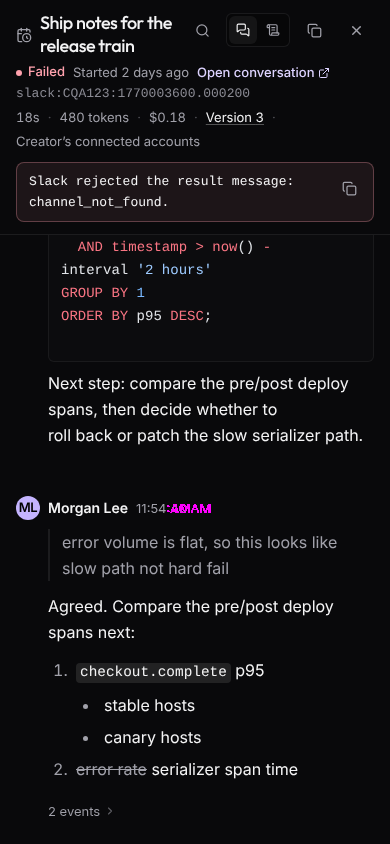 Ship notes for the
release train
Failed Started 2 days ago Open conversation
slack:CQA123:1770003600.000200
18s · 480 tokens · $0.18 · Version 3 ·
Creator's connected accounts
Slack rejected the result message:
channel_not_found.
AND timestamp > now() -
interval '2 hours'
GROUP BY 1
ORDER BY p95 DESC;
Next step: compare the pre/post deploy
spans, then decide whether to
roll back or patch the slow serializer path.
ML Morgan Lee 11:54
error volume is flat, so this looks like
slow path not hard fail
Agreed. Compare the pre/post deploy
spans next:
1. checkout.complete p95
• stable hosts
• canary hosts
2. error rate serializer span time
2 events